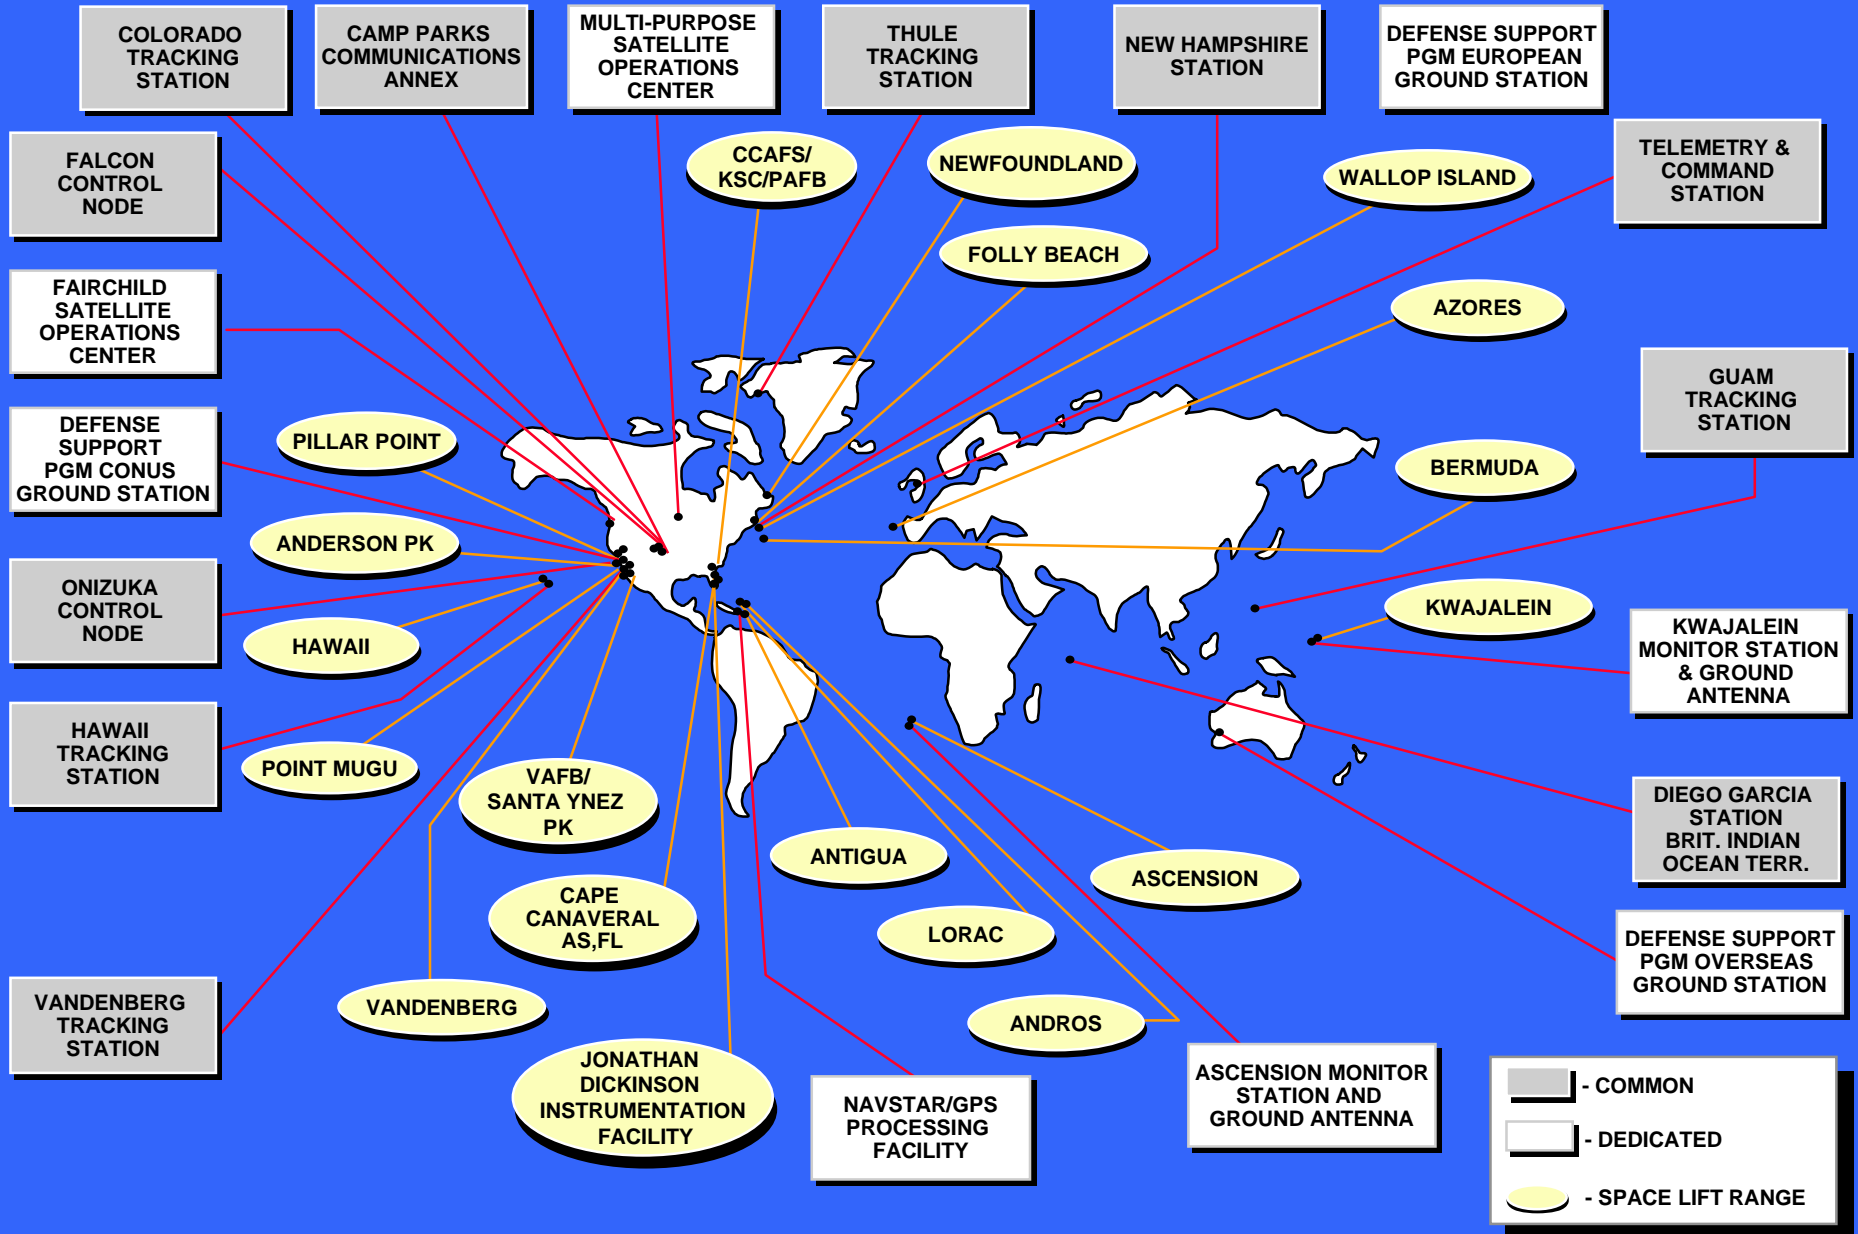 COLORADO
TRACKING
STATION
CAMP PARKS
COMMUNICATIONS
ANNEX
MULTI-PURPOSE
SATELLITE
OPERATIONS
CENTER
THULE
TRACKING
STATION
NEW HAMPSHIRE
STATION
DEFENSE SUPPORT
PGM EUROPEAN
GROUND STATION
FALCON
CONTROL
NODE
CCAFS/
KSC/PAFB
NEWFOUNDLAND
WALLOP ISLAND
TELEMETRY &
COMMAND
STATION
FOLLY BEACH
FAIRCHILD
SATELLITE
OPERATIONS
CENTER
AZORES
GUAM
TRACKING
STATION
DEFENSE
SUPPORT
PGM CONUS
GROUND STATION
PILLAR POINT
BERMUDA
ANDERSON PK
ONIZUKA
CONTROL
NODE
HAWAII
KWAJALEIN
KWAJALEIN
MONITOR STATION
& GROUND
ANTENNA
HAWAII
TRACKING
STATION
POINT MUGU
VAFB/
SANTA YNEZ
PK
DIEGO GARCIA
STATION
BRIT. INDIAN
OCEAN TERR.
ANTIGUA
ASCENSION
CAPE
CANAVERAL
AS,FL
LORAC
DEFENSE SUPPORT
PGM OVERSEAS
GROUND STATION
VANDENBERG
TRACKING
STATION
VANDENBERG
ANDROS
JONATHAN
DICKINSON
INSTRUMENTATION
FACILITY
NAVSTAR/GPS
PROCESSING
FACILITY
ASCENSION MONITOR
STATION AND
GROUND ANTENNA
- COMMON
- DEDICATED
- SPACE LIFT RANGE